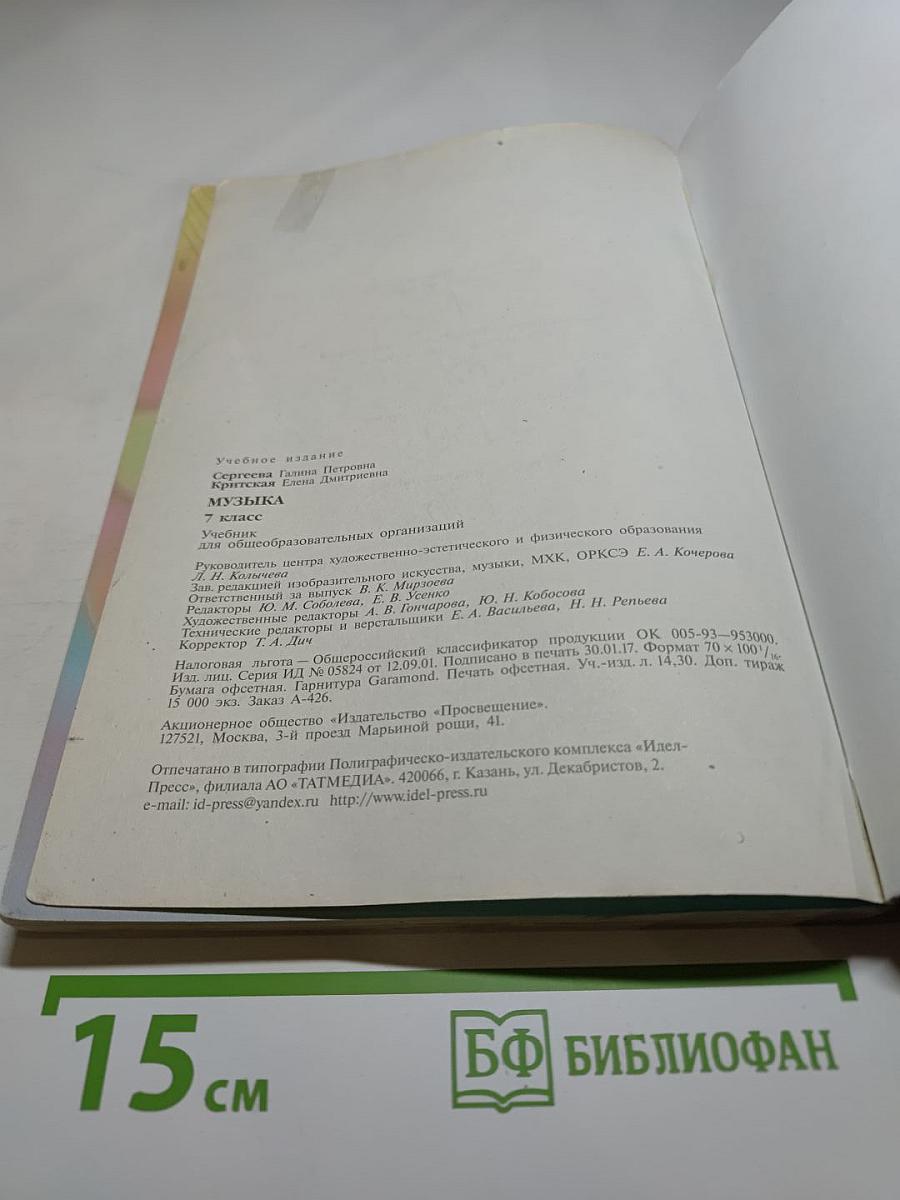 Учебное издание
Сергеева Галина Петровна
Критская Елена Дмитриевна
МУЗЫКА
7 класс
Учебник
для общеобразовательных организаций
Руководитель центра художественно-эстетического и физического образования
Л. Н. Колычева
Зав. редакцией изобразительного искусства, музыки, МХК, ОРКСЭ Е. А. Кочерова
Ответственный за выпуск В. К. Мирзоева
Редакторы Ю. М. Соболева, Е. В. Усенко
Художественные редакторы А. В. Гончарова, Ю. Н. Кобосова
Технические редакторы и верстальщики Е. А. Васильева, Н. Н. Репьева
Корректор Т. А. Дич
Налоговая льгота — Общероссийский классификатор продукции ОК 005-93—953000.
Изд. лиц. Серия ИД № 05824 от 12.09.01. Подписано в печать 30.01.17. Формат 70 × 100 1/16.
Бумага офсетная. Гарнитура Garamond. Печать офсетная. Уч.-изд. л. 14,30. Доп. тираж
15 000 экз. Заказ А-426.
Акционерное общество «Издательство «Просвещение».
127521, Москва, 3-й проезд Марьиной рощи, 41.
Отпечатано в типографии Полиграфическо-издательского комплекса «Идел-
Пресс», филиала АО «ТАТМЕДИА». 420066, г. Казань, ул. Декабристов, 2.
e-mail: id-press@yandex.ru http://www.idel-press.ru
15 см
БФ БИБЛИОФАН